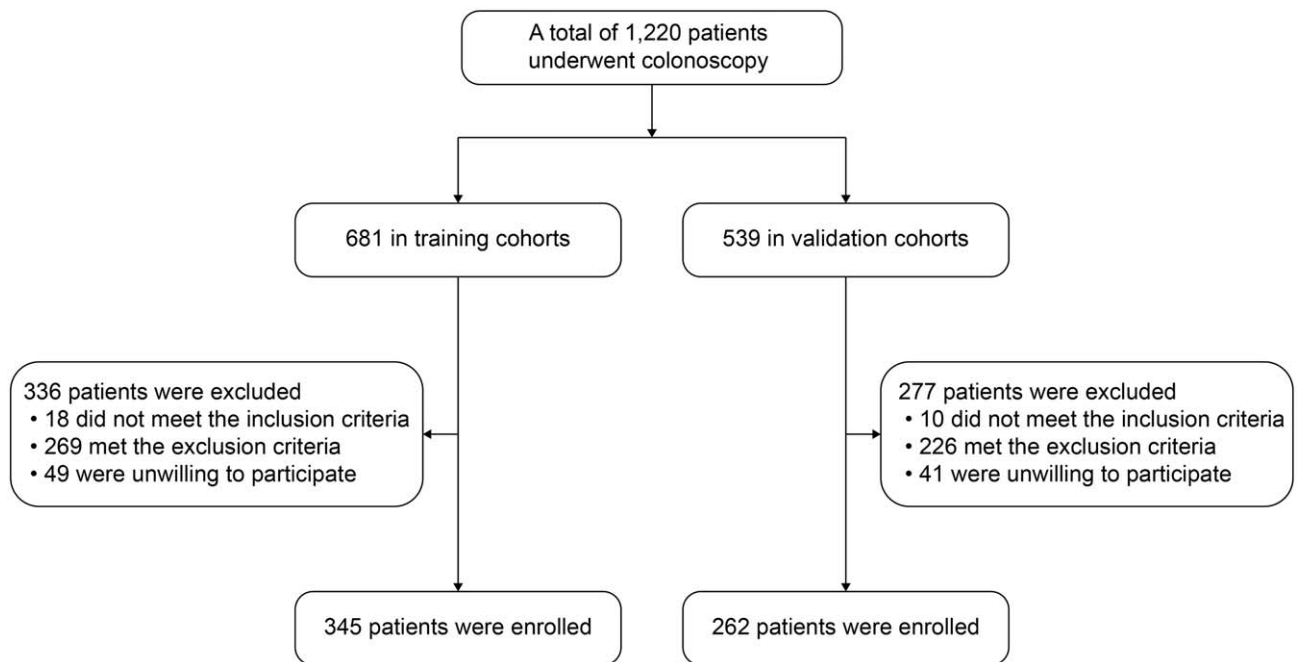 A total of 1,220 patients
underwent colonoscopy
681 in training cohorts
539 in validation cohorts
336 patients were excluded
• 18 did not meet the inclusion criteria
• 269 met the exclusion criteria
• 49 were unwilling to participate
277 patients were excluded
• 10 did not meet the inclusion criteria
• 226 met the exclusion criteria
• 41 were unwilling to participate
345 patients were enrolled
262 patients were enrolled